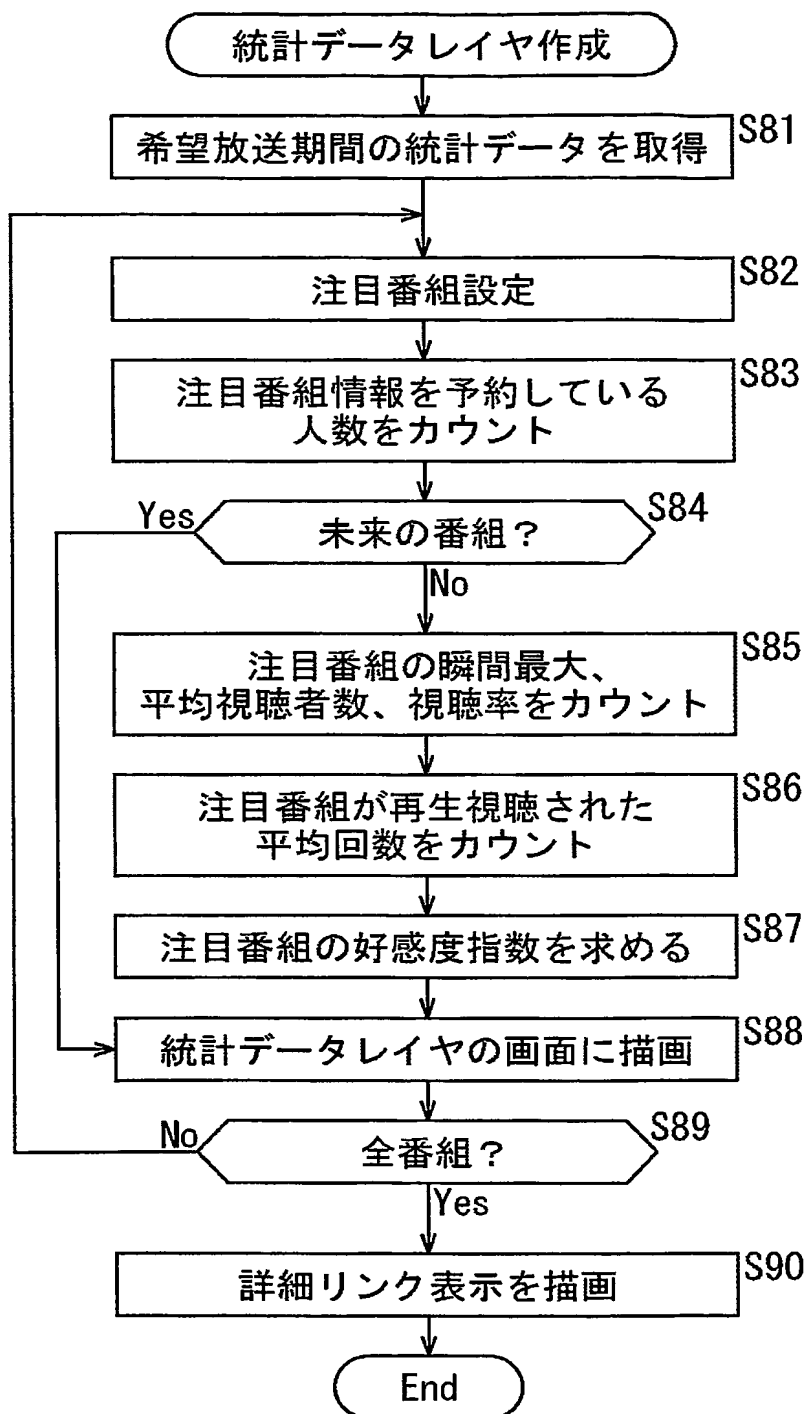 統計データレイヤ作成
希望放送期間の統計データを取得
S81
注目番組設定
S82
注目番組情報を予約している
人数をカウント
S83
未来の番組？
S84
Yes
No
注目番組の瞬間最大、
平均視聴者数、視聴率をカウント
S85
注目番組が再生視聴された
平均回数をカウント
S86
注目番組の好感度指数を求める
S87
統計データレイヤの画面に描画
S88
全番組？
S89
No
Yes
詳細リンク表示を描画
S90
End